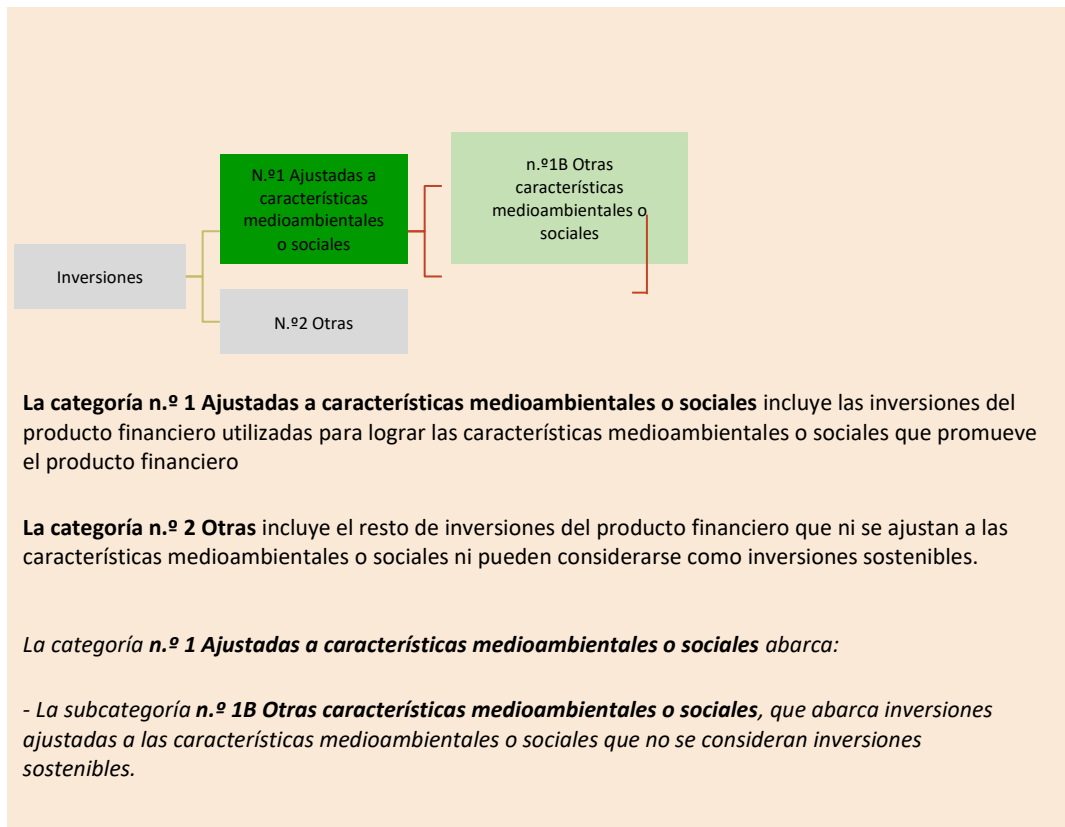 N.º1 Ajustadas a
características
medioambientales
o sociales
n.º1B Otras
características
medioambientales o
sociales
Inversiones
N.º2 Otras
La categoría n.º 1 Ajustadas a características medioambientales o sociales incluye las inversiones del
producto financiero utilizadas para lograr las características medioambientales o sociales que promueve
el producto financiero
La categoría n.º 2 Otras incluye el resto de inversiones del producto financiero que ni se ajustan a las
características medioambientales o sociales ni pueden considerarse como inversiones sostenibles.
La categoría n.º 1 Ajustadas a características medioambientales o sociales abarca:
- La subcategoría n.º 1B Otras características medioambientales o sociales, que abarca inversiones
ajustadas a las características medioambientales o sociales que no se consideran inversiones
sostenibles.